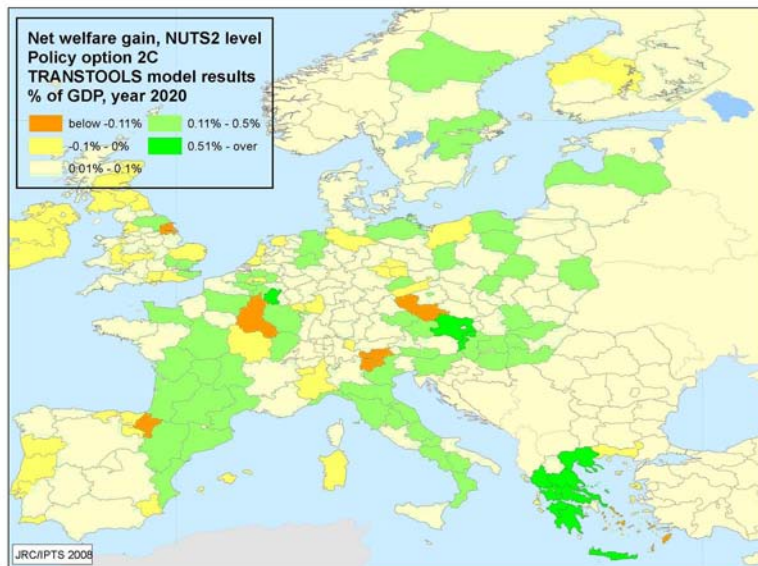 Net welfare gain, NUTS2 level
Policy option 2C
TRANSTOOLS model results
% of GDP, year 2020
below -0.11%
0.11% - 0.5%
-0.1% - 0%
0.51% - over
0.01% - 0.1%
JRC/IPTS 2008